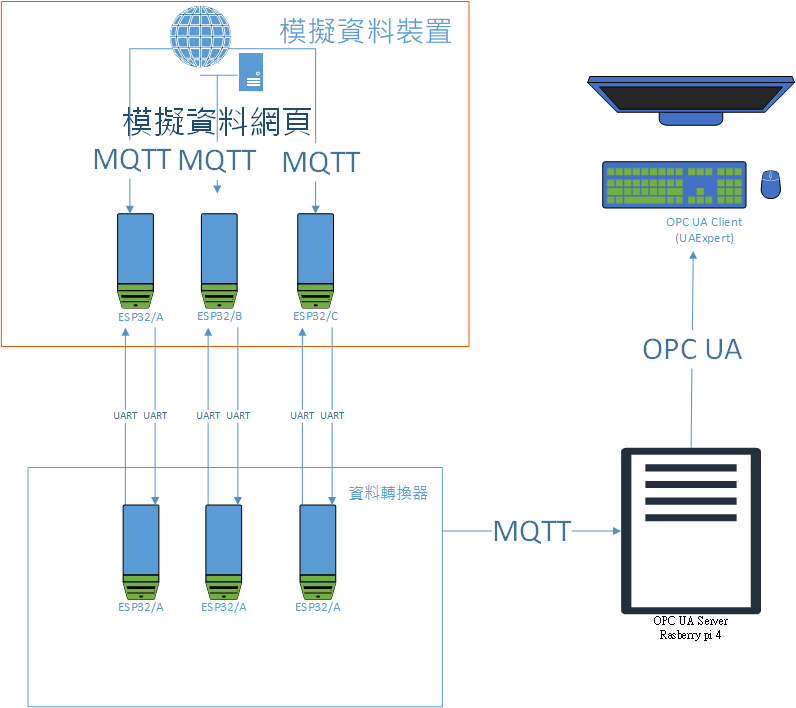 模擬資料裝置
模擬資料網頁
MQTT MQTT MQTT
ESP32/A ESP32/B ESP32/C
OPC UA Client
(UAExpert)
OPC UA
UART UART UART UART UART UART
資料轉換器
MQTT
ESP32/A ESP32/A ESP32/A
OPC UA Server
Rasberry pi 4